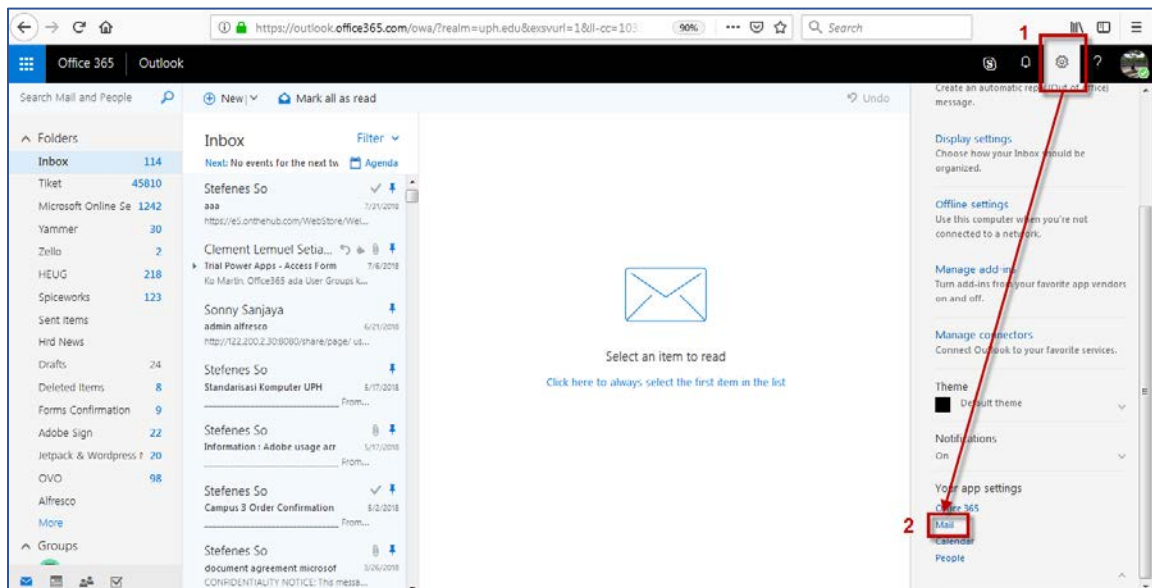 https://outlook.office365.com/owa/?realm=uph.edu&exsvurl=1&ll-cc=103
90%
Search
1
Office 365 Outlook
?
Search Mail and People
New
Mark all as read
Undo
Folders
Inbox 114
Tiket 45810
Microsoft Online Se 1242
Yammer 30
Zello 2
HEUG 218
Spiceworks 123
Sent Items
Hrd News
Drafts 24
Deleted Items 8
Forms Confirmation 9
Adobe Sign 22
Jetpack & Wordpress 20
OVO 98
Alfresco
More
Groups
Inbox Filter
Next: No events for the next tw Agenda
Stefenes So
aaa 7/31/2018
https://e5.onthehub.com/WebStore/Wel...
Clement Lemuel Setia...
Trial Power Apps - Access Form 7/6/2018
Ko Martin, Office365 ada User Groups k...
Sonny Sanjaya
admin alfresco 6/21/2018
http://122.200.2.30:8080/share/page/ us...
Stefenes So
Standarisasi Komputer UPH 5/17/2018
From...
Stefenes So
Information : Adobe usage arr 5/17/2018
From...
Stefenes So
Campus 3 Order Confirmation 5/2/2018
From...
Stefenes So
document agreement microsof 3/26/2018
CONFIDENTIALITY NOTICE: This messa...
Select an item to read
Click here to always select the first item in the list
Create an automatic reply (Out of office)
message.
Display settings
Choose how your Inbox should be
organized.
Offline settings
Use this computer when you're not
connected to a network.
Manage add-ins
Turn add-ins from your favorite app vendors
on and off.
Manage connectors
Connect Outlook to your favorite services.
Theme
Default theme
Notifications
On
Your app settings
Office 365
2 Mail
Calendar
People